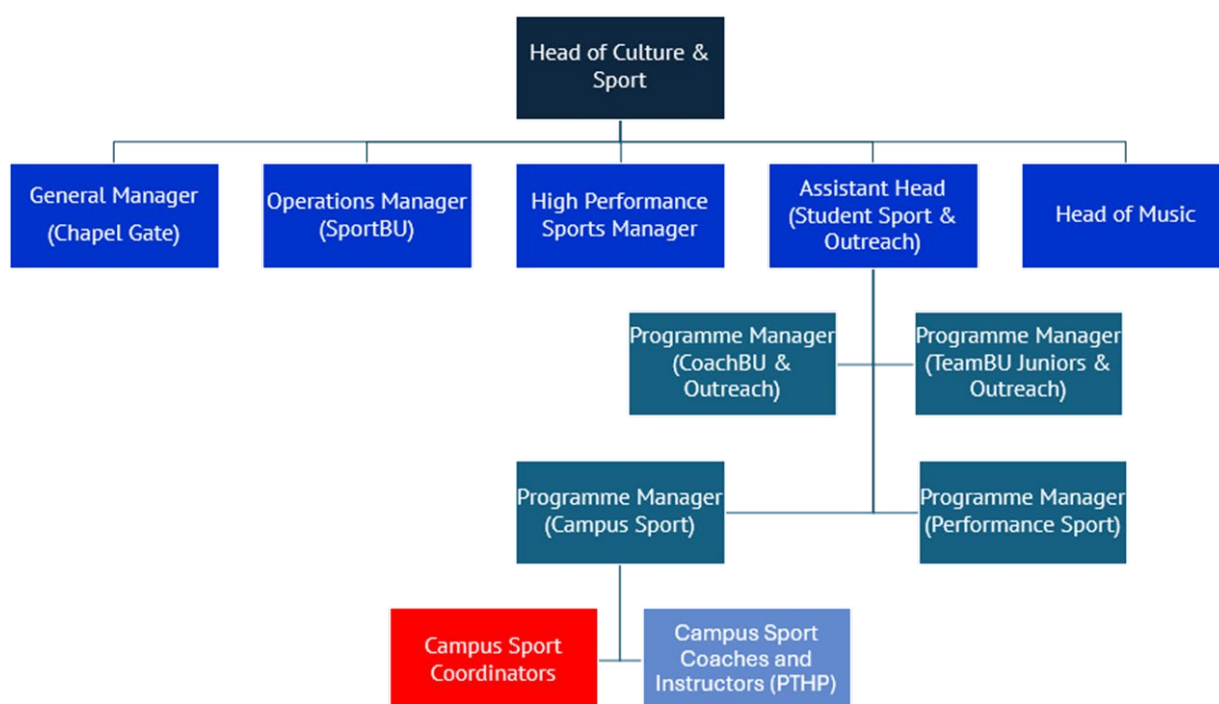 Head of Culture &
Sport
General Manager
(Chapel Gate)
Operations Manager
(SportBU)
High Performance
Sports Manager
Assistant Head
(Student Sport &
Outreach)
Head of Music
Programme Manager
(CoachBU &
Outreach)
Programme Manager
(TeamBU Juniors &
Outreach)
Programme Manager
(Campus Sport)
Programme Manager
(Performance Sport)
Campus Sport
Coordinators
Campus Sport
Coaches and
Instructors (PTHP)